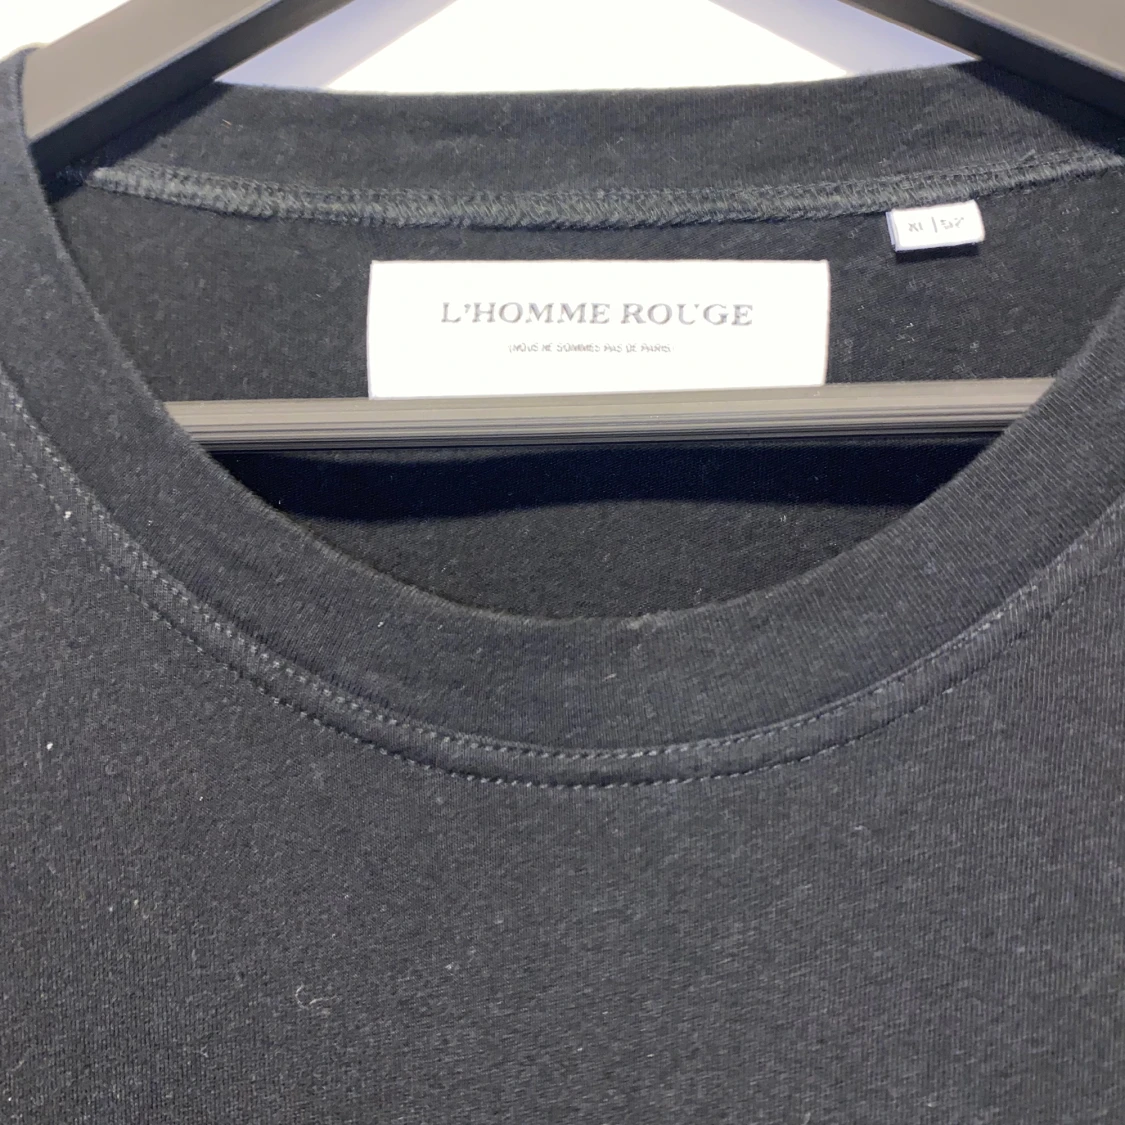 L'HOMME ROUGE
(NOUS NE SOMMES PAS DE PARIS)
XL | 52